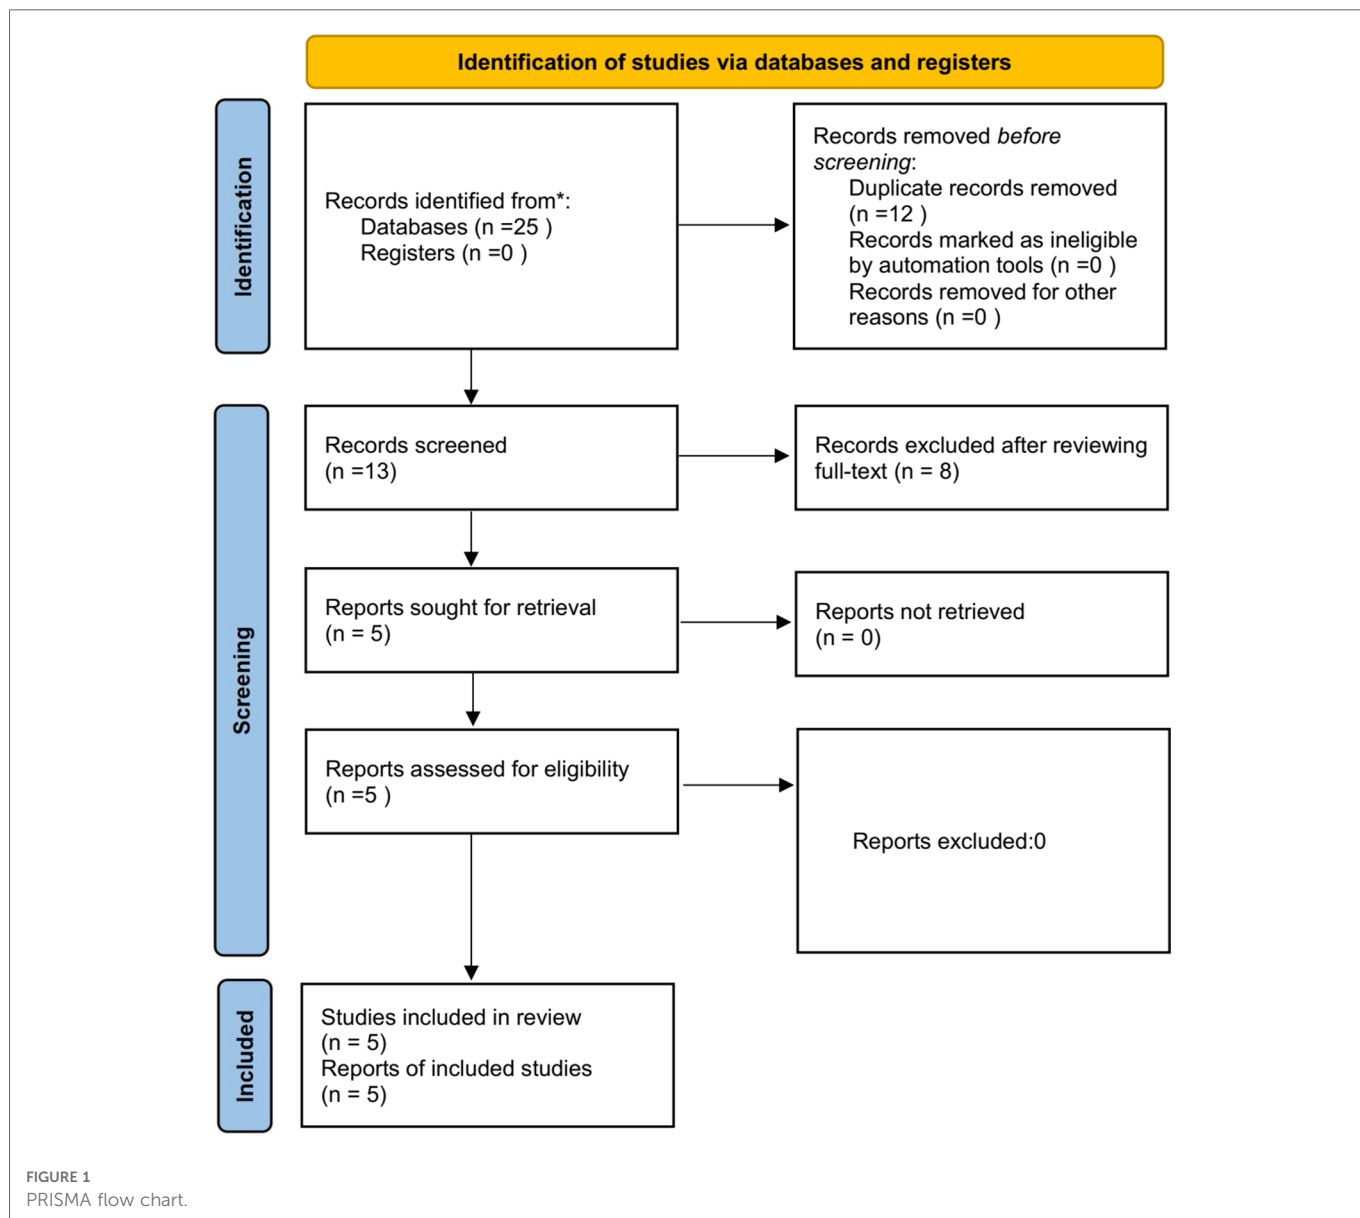 Identification of studies via databases and registers
Identification
Records identified from*:
Databases (n =25 )
Registers (n =0 )
Records removed before
screening:
Duplicate records removed
(n =12 )
Records marked as ineligible
by automation tools (n =0 )
Records removed for other
reasons (n =0 )
Screening
Records screened
(n =13)
Records excluded after reviewing
full-text (n = 8)
Reports sought for retrieval
(n = 5)
Reports not retrieved
(n = 0)
Reports assessed for eligibility
(n =5 )
Reports excluded:0
Included
Studies included in review
(n = 5)
Reports of included studies
(n = 5)
FIGURE 1
PRISMA flow chart.